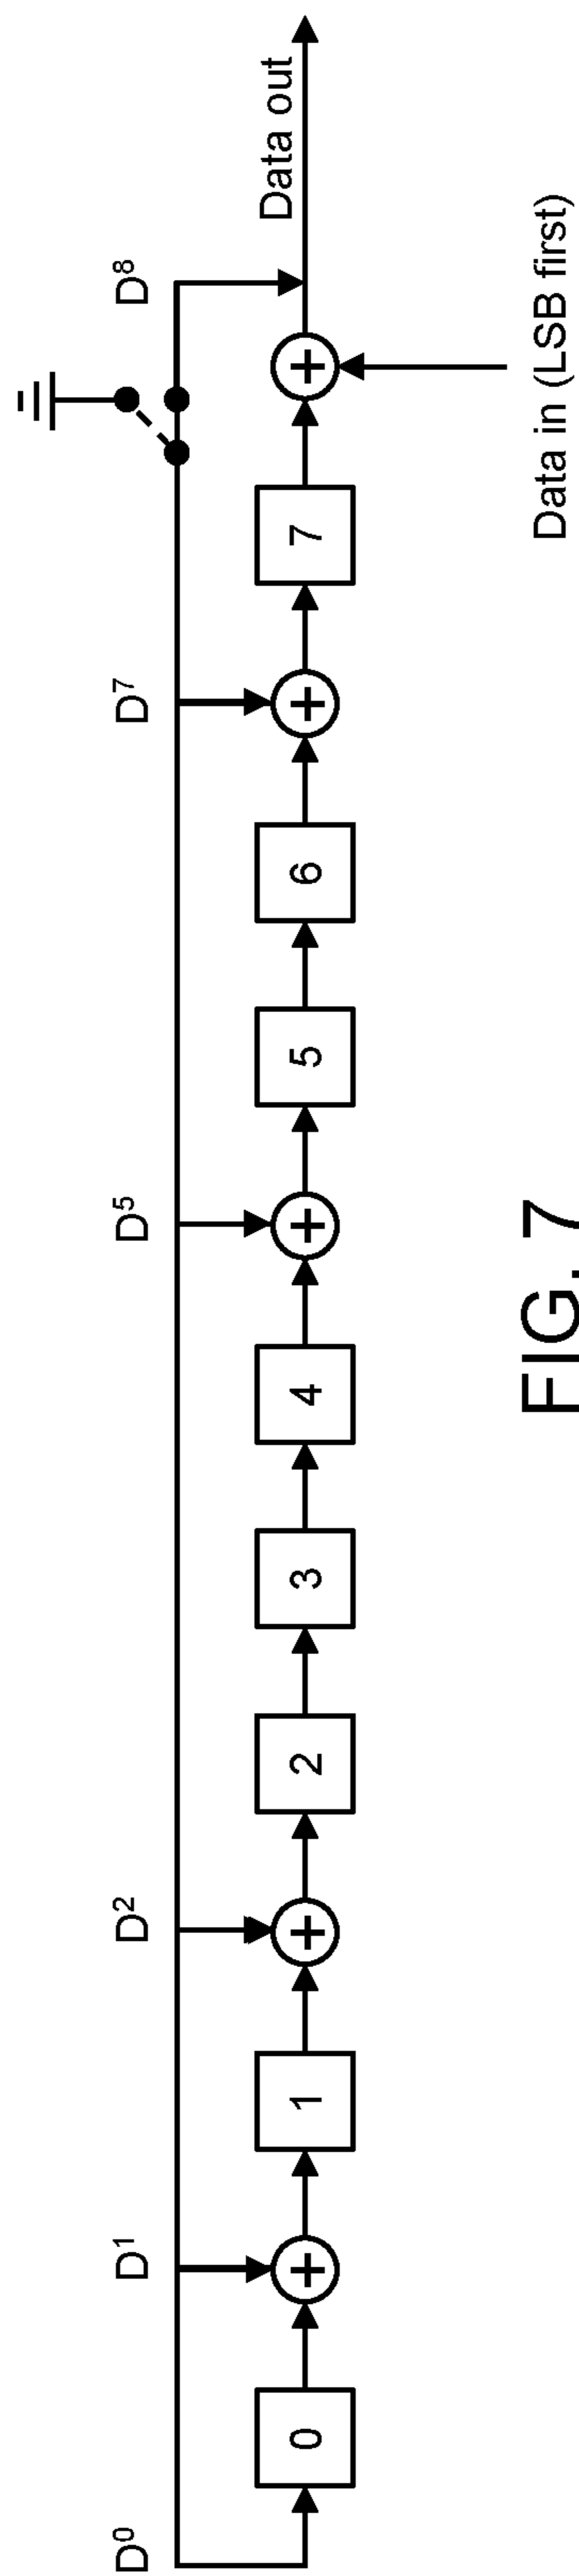 D⁰ D¹ D² D⁵ D⁷ D⁸
0 1 2 3 4 5 6 7
+ + + + +
Data out
Data in (LSB first)
FIG. 7